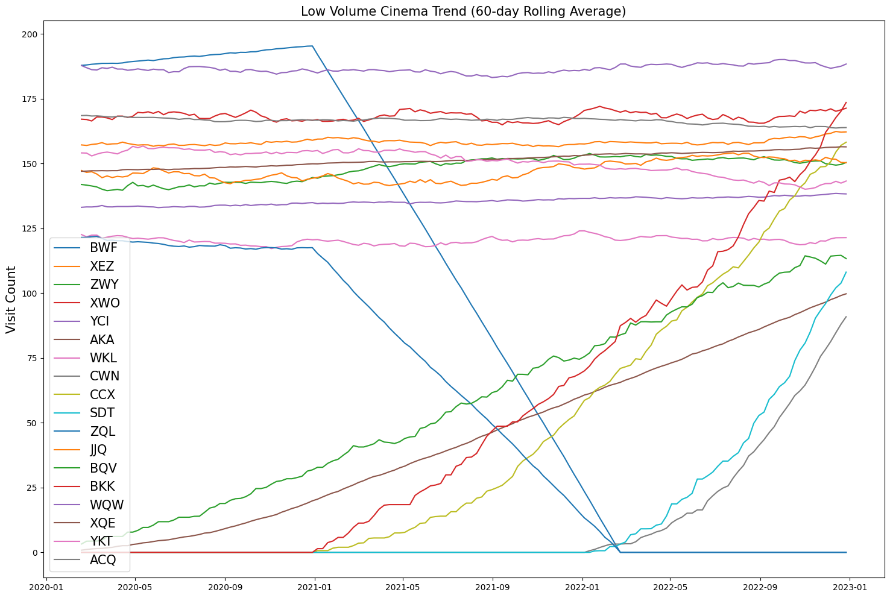 Low Volume Cinema Trend (60-day Rolling Average)
Visit Count
200
175
150
125
100
75
50
25
0
BWF
XEZ
ZWY
XWO
YCI
AKA
WKL
CWN
CCX
SDT
ZQL
JJQ
BQV
BKK
WQW
XQE
YKT
ACQ
2020-01 2020-05 2020-09 2021-01 2021-05 2021-09 2022-01 2022-05 2022-09 2023-01